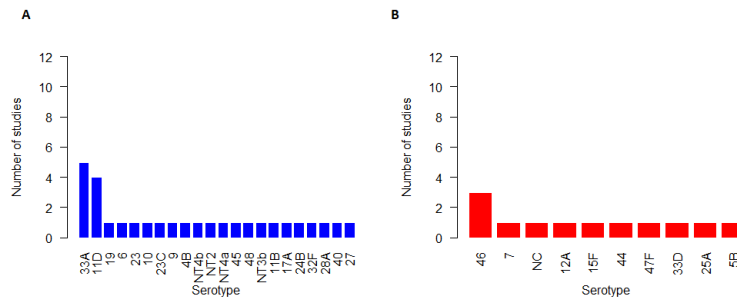 A
B
Number of studies
12
10
8
6
4
2
0
33A 11D 19 6 23 10 23C 9 4B NT4b NT2 NT4a 45 48 NT3b 11B 17A 24B 32F 28A 40 27
Serotype
Number of studies
12
10
8
6
4
2
0
46 7 NC 12A 15F 44 47F 33D 25A 5B
Serotype